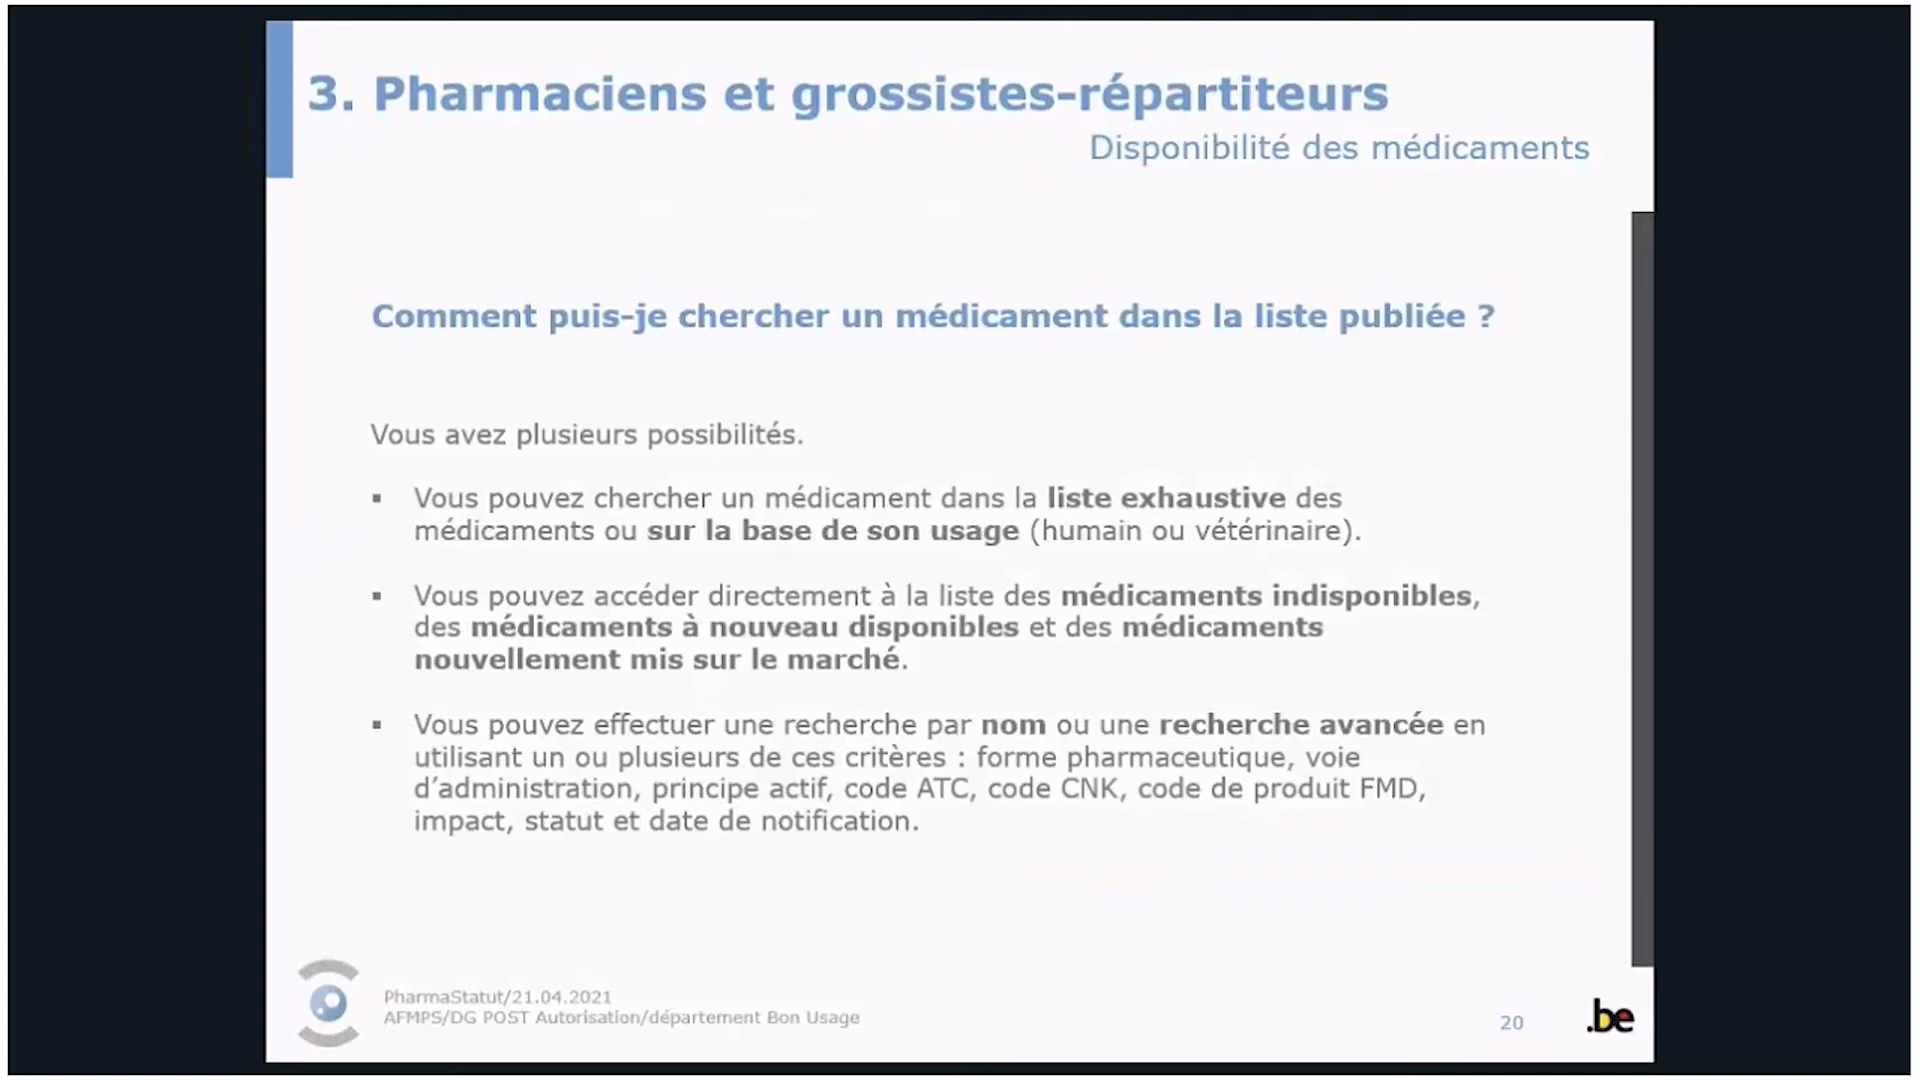 3. Pharmaciens et grossistes-répartiteurs
Disponibilité des médicaments
Comment puis-je chercher un médicament dans la liste publiée ?
Vous avez plusieurs possibilités.
▪ Vous pouvez chercher un médicament dans la liste exhaustive des
médicaments ou sur la base de son usage (humain ou vétérinaire).
▪ Vous pouvez accéder directement à la liste des médicaments indisponibles,
des médicaments à nouveau disponibles et des médicaments
nouvellement mis sur le marché.
▪ Vous pouvez effectuer une recherche par nom ou une recherche avancée en
utilisant un ou plusieurs de ces critères : forme pharmaceutique, voie
d’administration, principe actif, code ATC, code CNK, code de produit FMD,
impact, statut et date de notification.
PharmaStatut/21.04.2021
AFMPS/DG POST Autorisation/département Bon Usage
20
.be